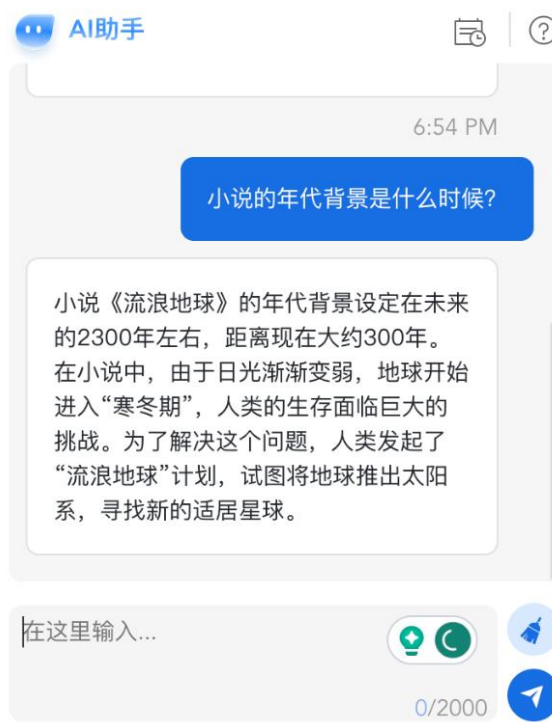 AI助手
6:54 PM
小说的年代背景是什么时候?
小说《流浪地球》的年代背景设定在未来
的2300年左右，距离现在大约300年。
在小说中，由于日光渐渐变弱，地球开始
进入“寒冬期”，人类的生存面临巨大的
挑战。为了解决这个问题，人类发起了
“流浪地球”计划，试图将地球推出太阳
系，寻找新的适居星球。
在这里输入...
0/2000